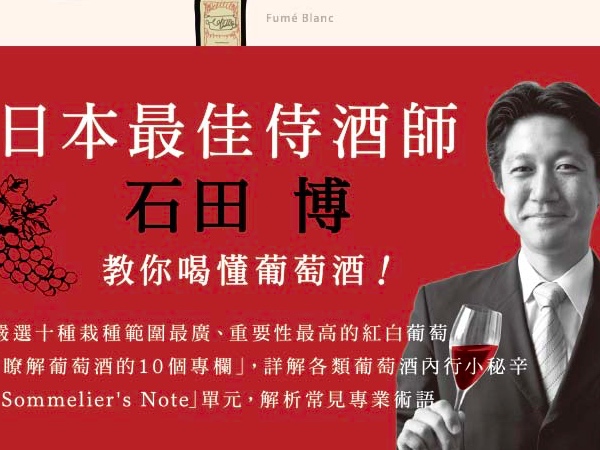 Fumé Blanc
日本最佳侍酒師
石田 博
教你喝懂葡萄酒！
嚴選十種栽種範圍最廣、重要性最高的紅白葡萄
瞭解葡萄酒的10個專欄」，詳解各類葡萄酒內行小秘辛
Sommelier's Note」單元，解析常見專業術語